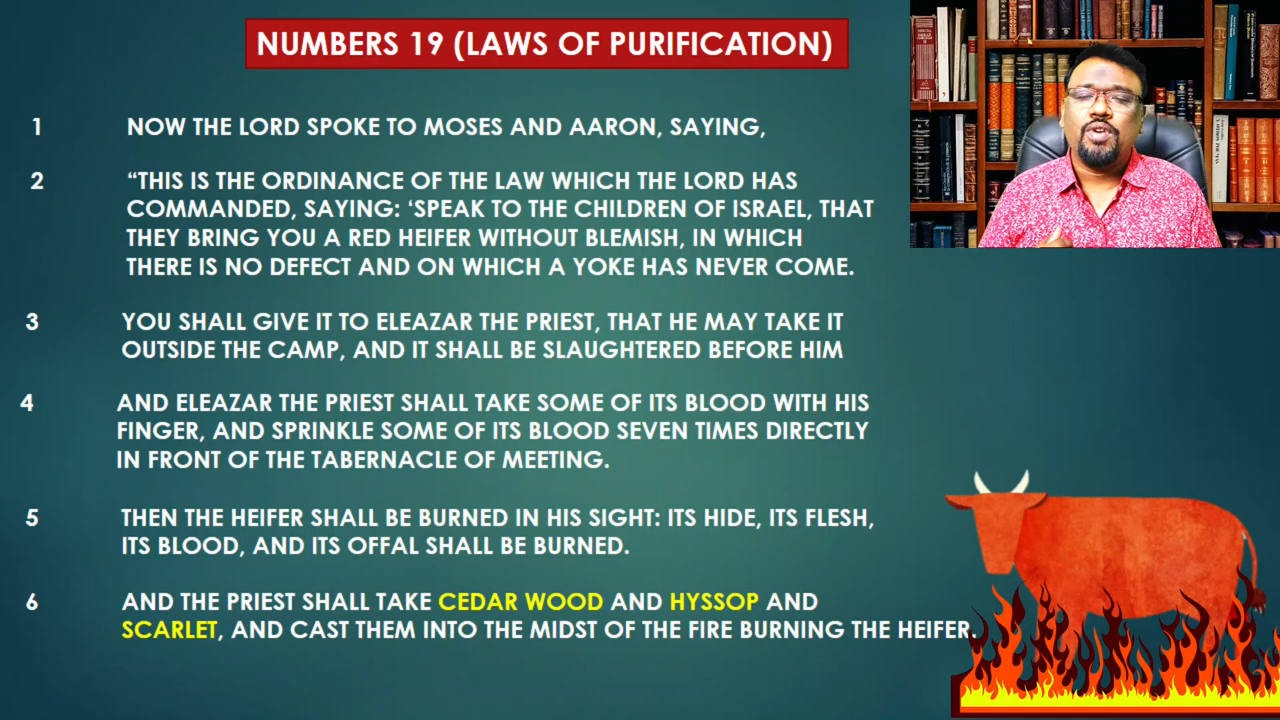 NUMBERS 19 (LAWS OF PURIFICATION)
1 NOW THE LORD SPOKE TO MOSES AND AARON, SAYING,
2 “THIS IS THE ORDINANCE OF THE LAW WHICH THE LORD HAS
COMMANDED, SAYING: ‘SPEAK TO THE CHILDREN OF ISRAEL, THAT
THEY BRING YOU A RED HEIFER WITHOUT BLEMISH, IN WHICH
THERE IS NO DEFECT AND ON WHICH A YOKE HAS NEVER COME.
3 YOU SHALL GIVE IT TO ELEAZAR THE PRIEST, THAT HE MAY TAKE IT
OUTSIDE THE CAMP, AND IT SHALL BE SLAUGHTERED BEFORE HIM
4 AND ELEAZAR THE PRIEST SHALL TAKE SOME OF ITS BLOOD WITH HIS
FINGER, AND SPRINKLE SOME OF ITS BLOOD SEVEN TIMES DIRECTLY
IN FRONT OF THE TABERNACLE OF MEETING.
5 THEN THE HEIFER SHALL BE BURNED IN HIS SIGHT: ITS HIDE, ITS FLESH,
ITS BLOOD, AND ITS OFFAL SHALL BE BURNED.
6 AND THE PRIEST SHALL TAKE CEDAR WOOD AND HYSSOP AND
SCARLET, AND CAST THEM INTO THE MIDST OF THE FIRE BURNING THE HEIFER.